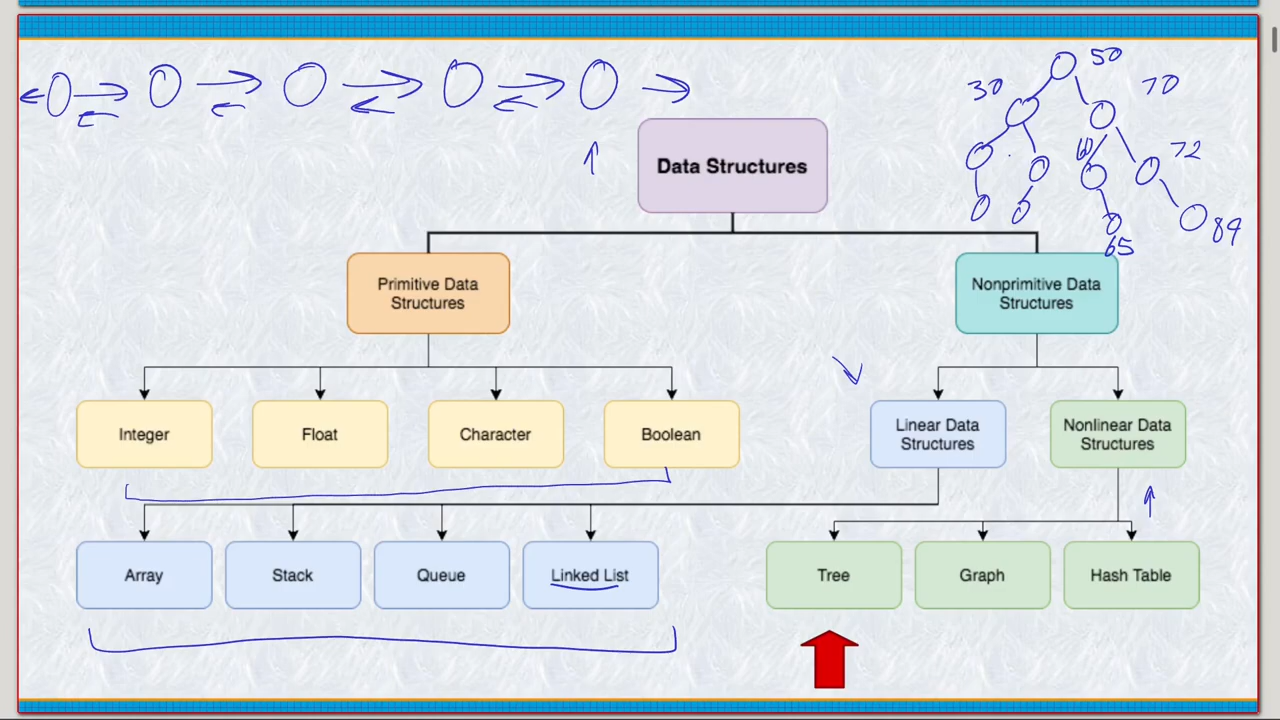 50
30
70
Data Structures
60
72
84
65
Primitive Data
Structures
Nonprimitive Data
Structures
Integer
Float
Character
Boolean
Linear Data
Structures
Nonlinear Data
Structures
Array
Stack
Queue
Linked List
Tree
Graph
Hash Table